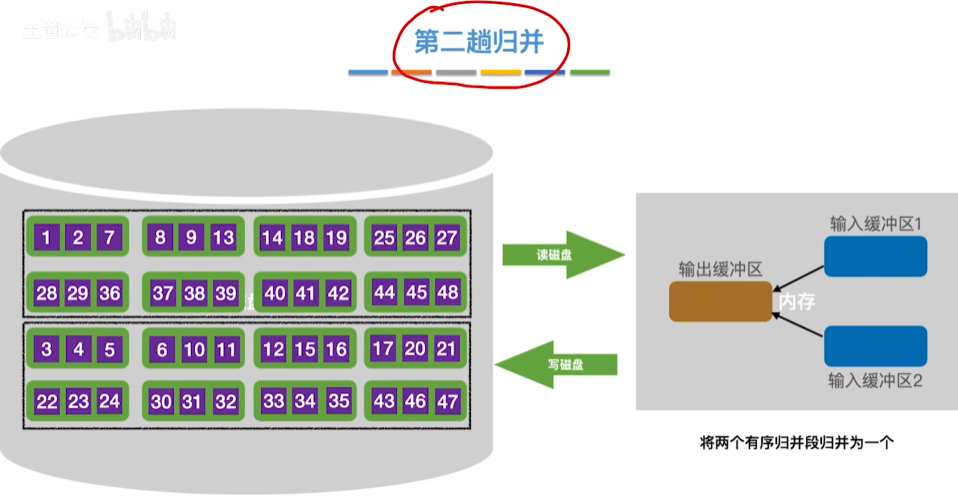 王道论坛 bilibili
第二趟归并
1 2 7 8 9 13 14 18 19 25 26 27
28 29 36 37 38 39 40 41 42 44 45 48
3 4 5 6 10 11 12 15 16 17 20 21
22 23 24 30 31 32 33 34 35 43 46 47
读磁盘
写磁盘
输入缓冲区1
输出缓冲区
内存
输入缓冲区2
将两个有序归并段归并为一个